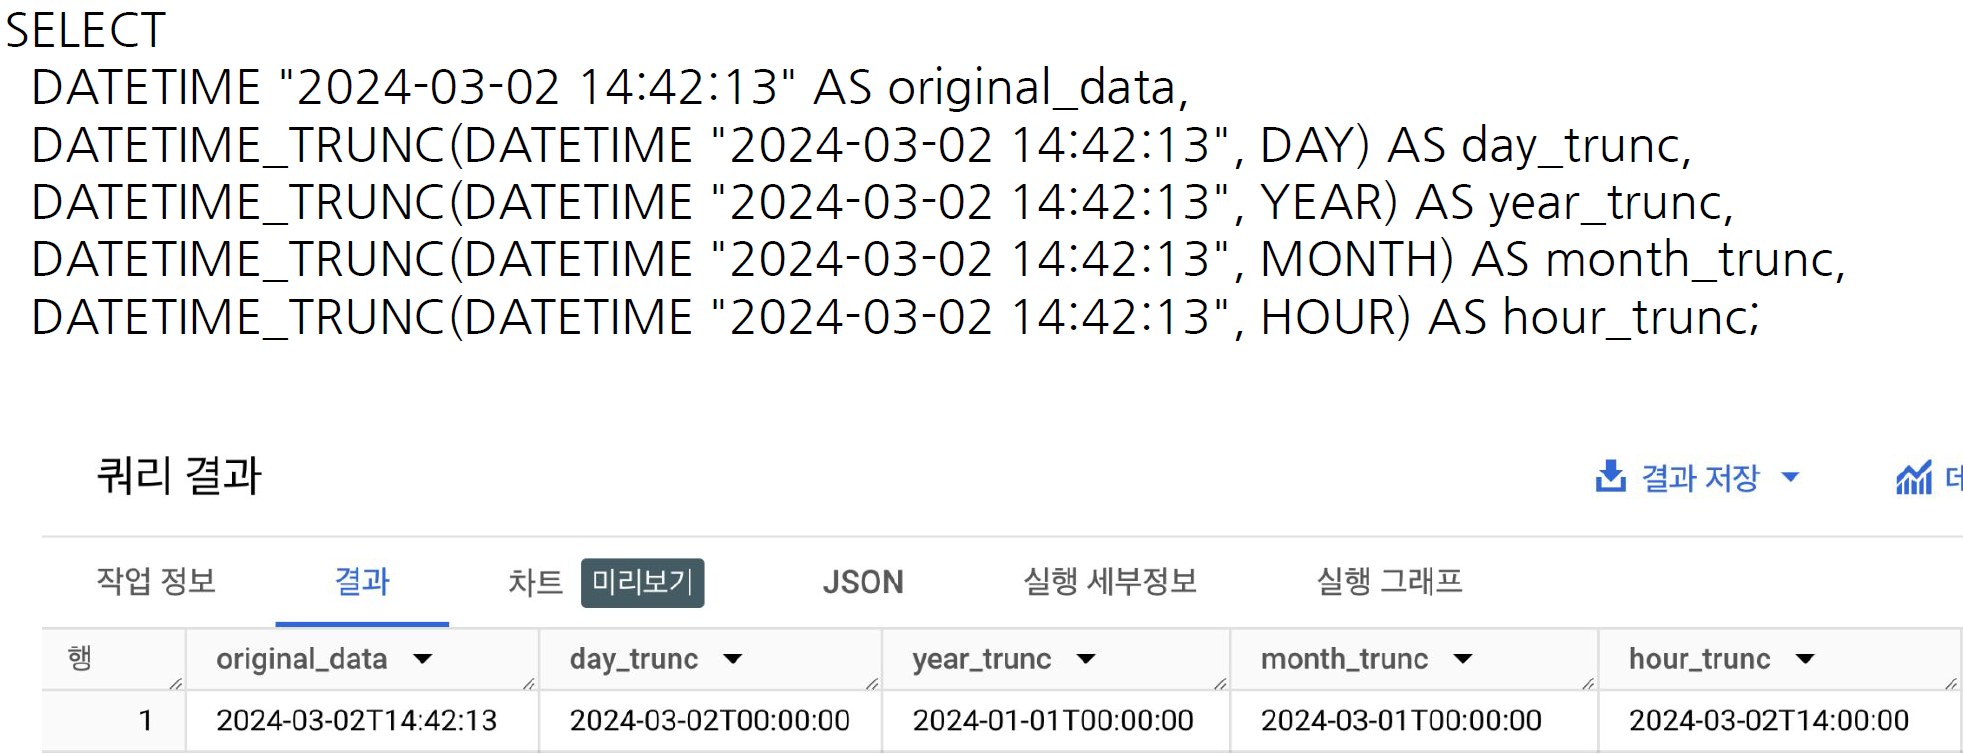 SELECT
DATETIME "2024-03-02 14:42:13" AS original_data,
DATETIME_TRUNC(DATETIME "2024-03-02 14:42:13", DAY) AS day_trunc,
DATETIME_TRUNC(DATETIME "2024-03-02 14:42:13", YEAR) AS year_trunc,
DATETIME_TRUNC(DATETIME "2024-03-02 14:42:13", MONTH) AS month_trunc,
DATETIME_TRUNC(DATETIME "2024-03-02 14:42:13", HOUR) AS hour_trunc;
쿼리 결과 결과 저장
작업 정보 결과 차트 미리보기 JSON 실행 세부정보 실행 그래프
행 original_data day_trunc year_trunc month_trunc hour_trunc
1 2024-03-02T14:42:13 2024-03-02T00:00:00 2024-01-01T00:00:00 2024-03-01T00:00:00 2024-03-02T14:00:00